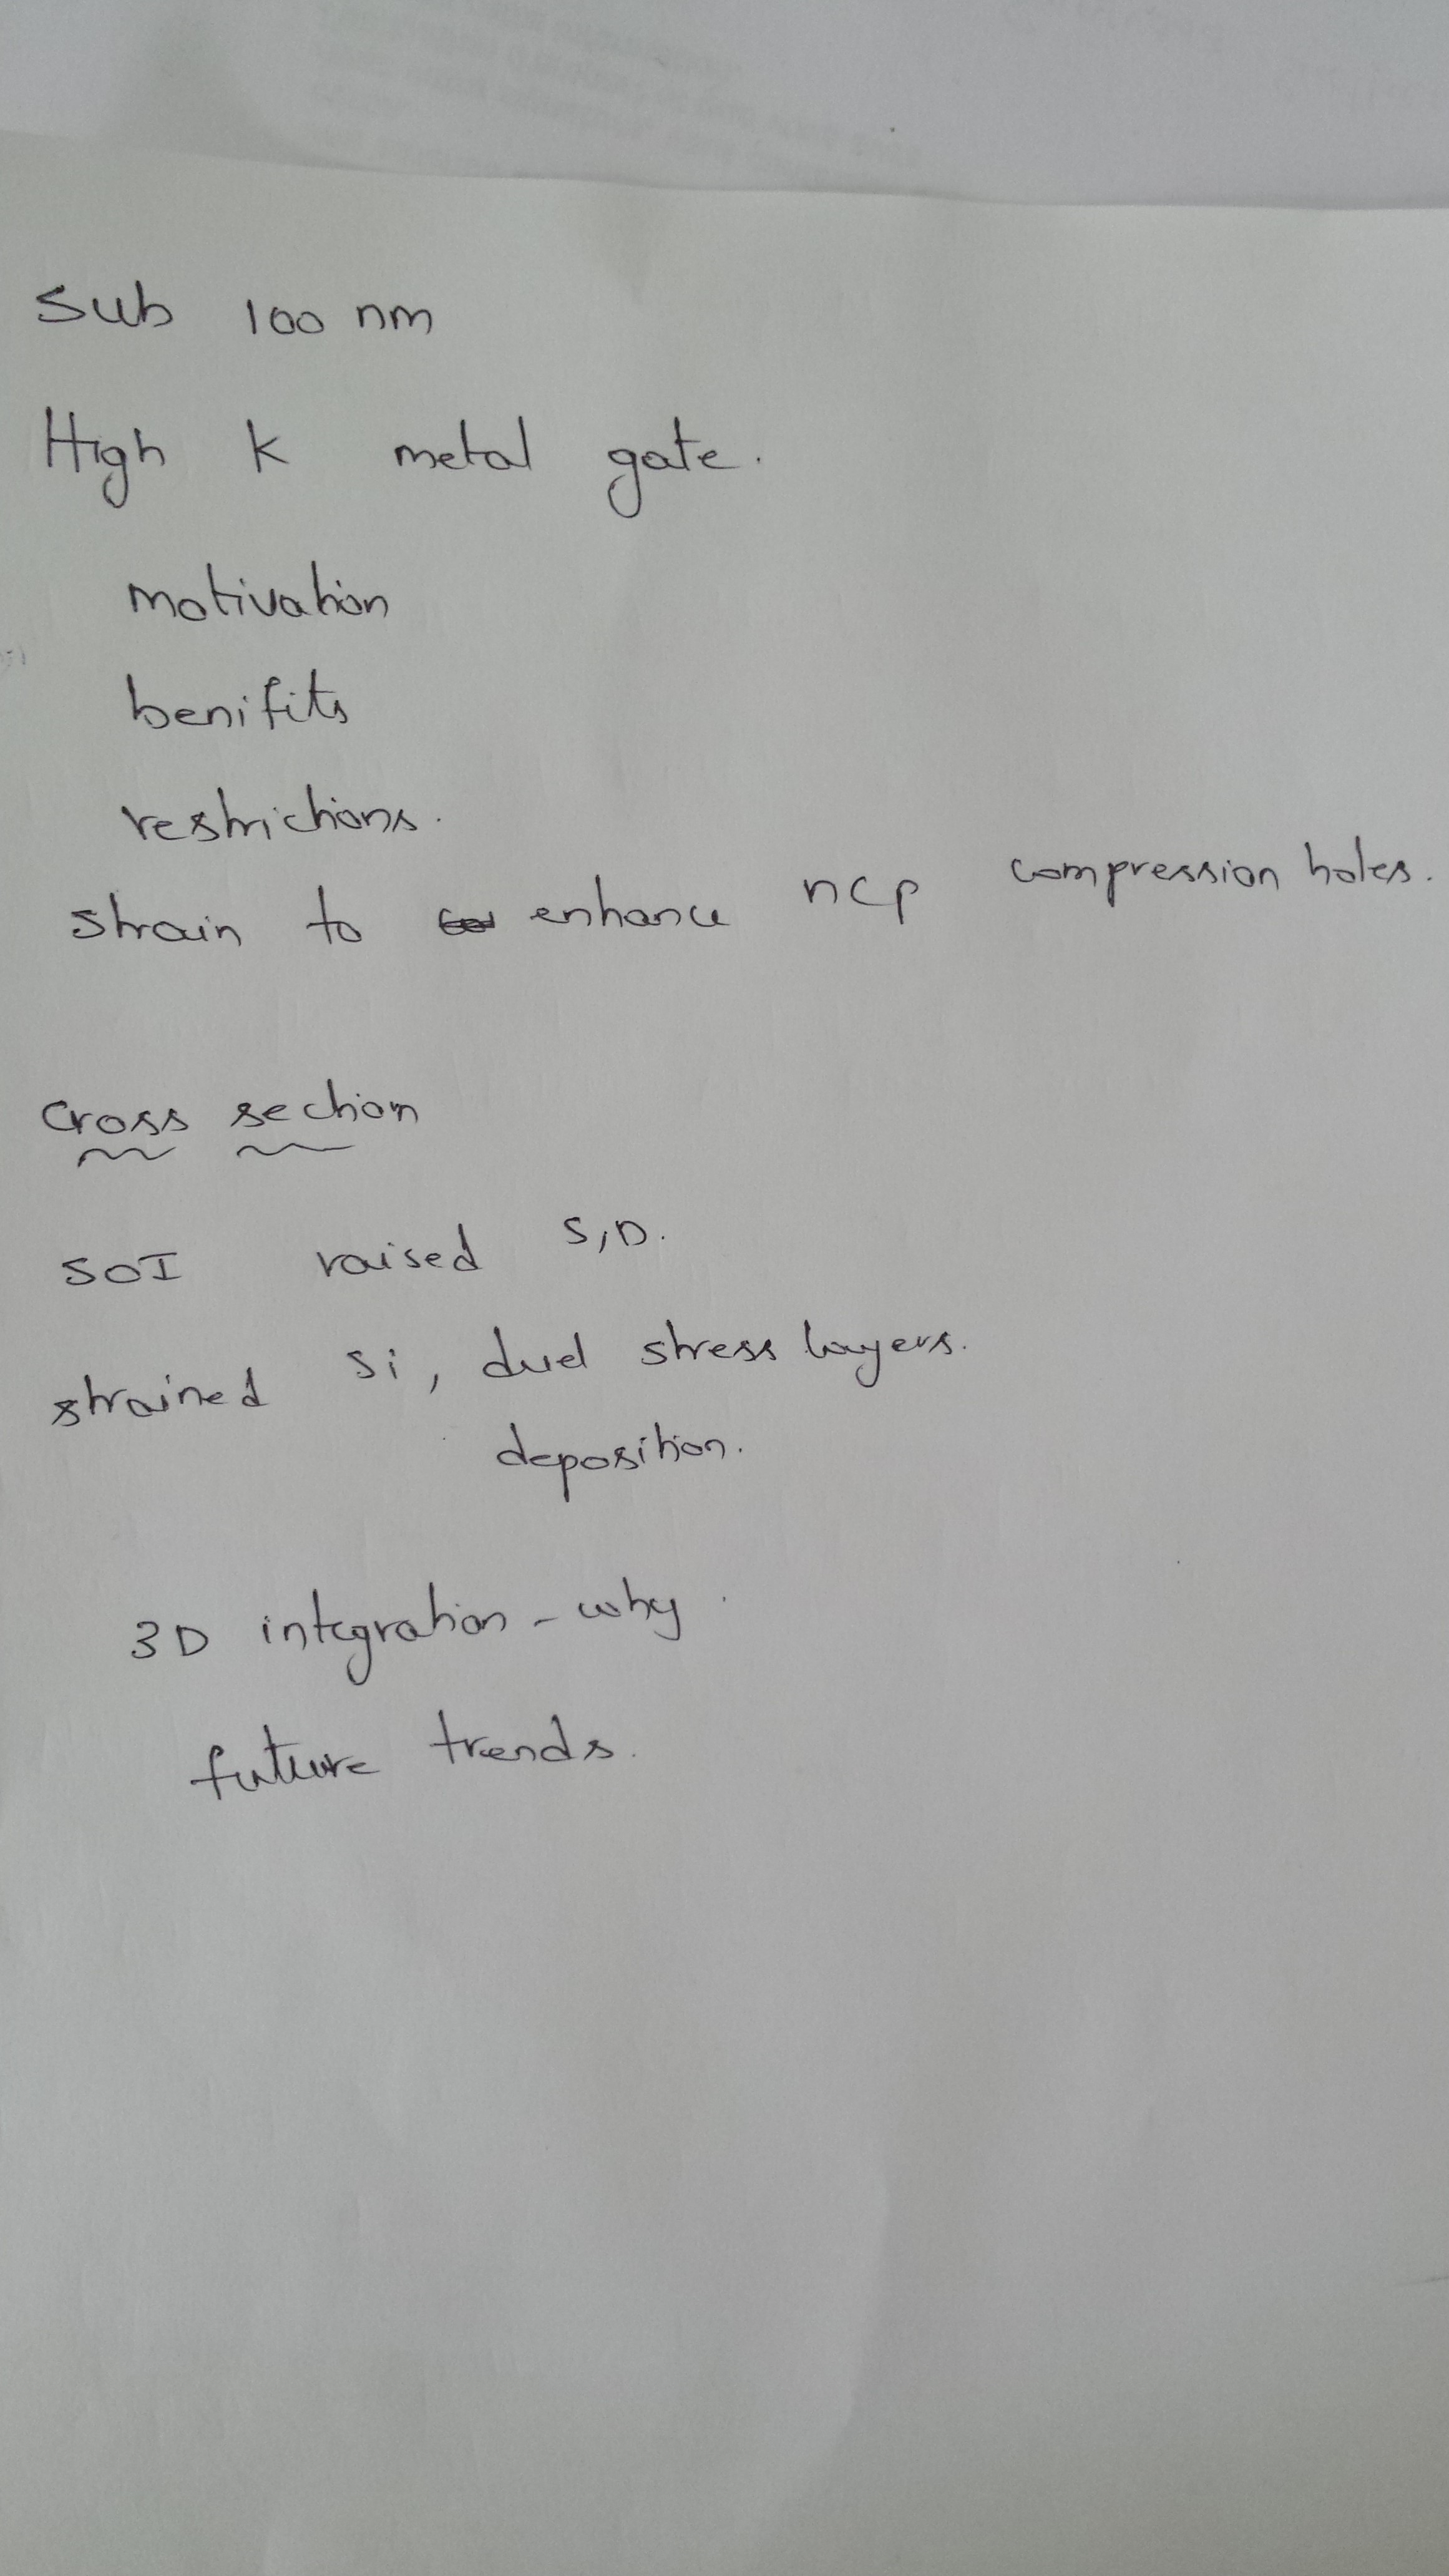 Sub 100 nm
High K metal gate.
motivation
benifits
restrictions.
strain to enhance ncp compression holes.
Cross section
SOI raised S,D.
strained Si, duel stress layers.
deposition.
3D integration - why.
future trends.